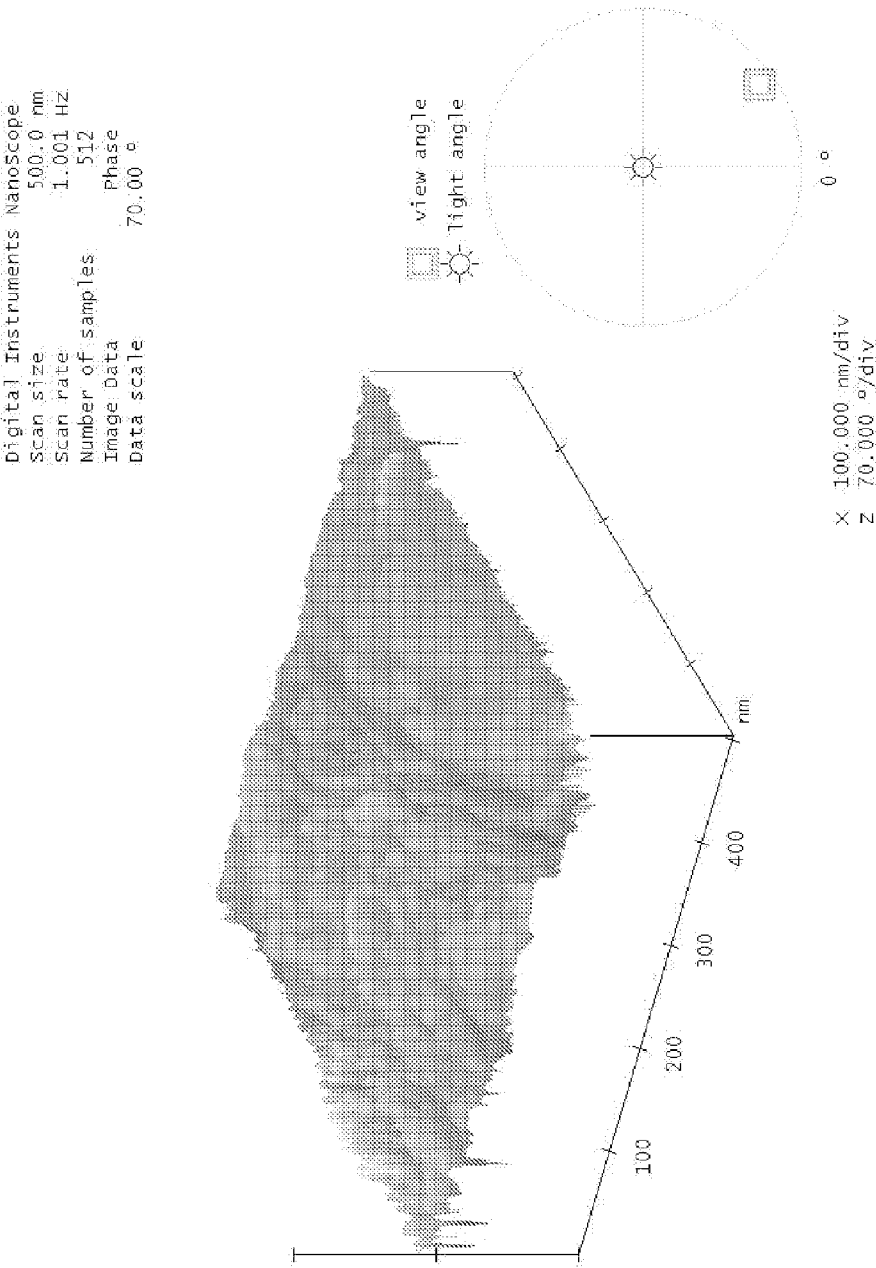 Digital Instruments NanoScope
Scan size 500.0 nm
Scan rate 1.001 Hz
Number of samples 512
Image Data Phase
Data scale 70.00 º
view angle
light angle
0 º
X 100.000 nm/div
Z 70.000 º/div
100
200
300
400
nm